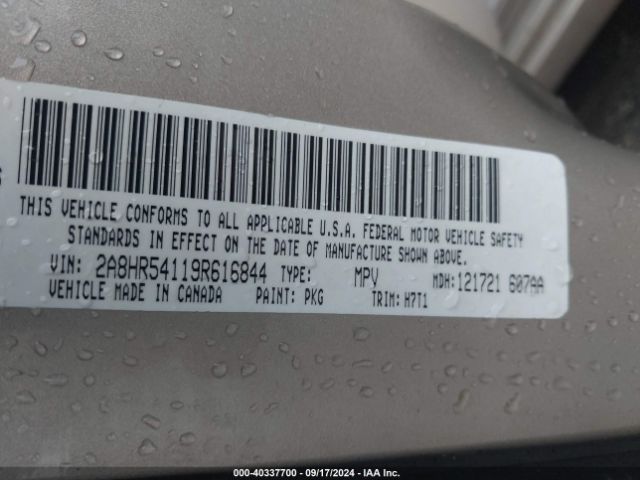 THIS VEHICLE CONFORMS TO ALL APPLICABLE U.S.A. FEDERAL MOTOR VEHICLE SAFETY
STANDARDS IN EFFECT ON THE DATE OF MANUFACTURE SHOWN ABOVE.
VIN: 2A8HR54119R616844 TYPE: MPV MDH:121721 607AA
VEHICLE MADE IN CANADA PAINT: PKG TRIM: H7T1
© - 40337700 - 09/17/2024 - IAA Inc.